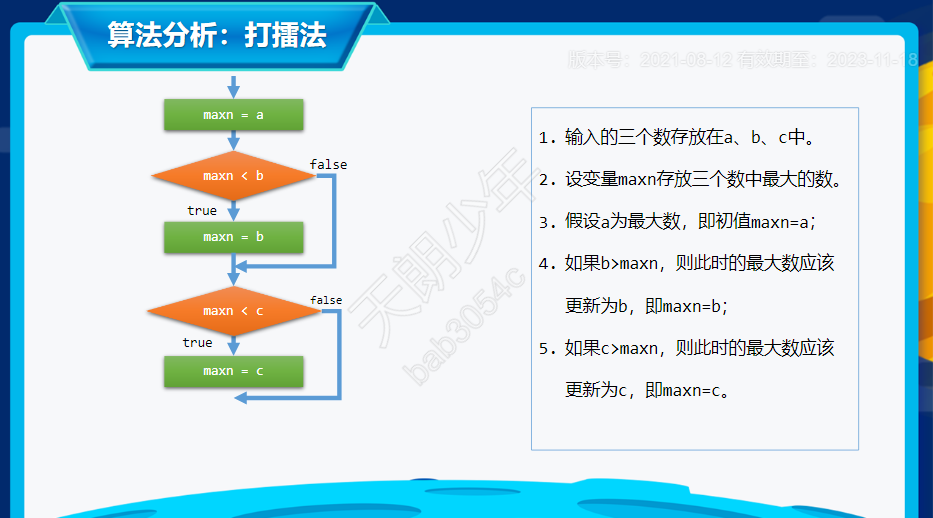 算法分析：打擂法
版本号：2021-08-12 有效期至：2023-11-18
maxn = a
maxn < b
false
true
maxn = b
maxn < c
false
true
maxn = c
1. 输入的三个数存放在a、b、c中。
2. 设变量maxn存放三个数中最大的数。
3. 假设a为最大数，即初值maxn=a；
4. 如果b>maxn，则此时的最大数应该
更新为b，即maxn=b；
5. 如果c>maxn，则此时的最大数应该
更新为c，即maxn=c。
天朗少年
bab3054c